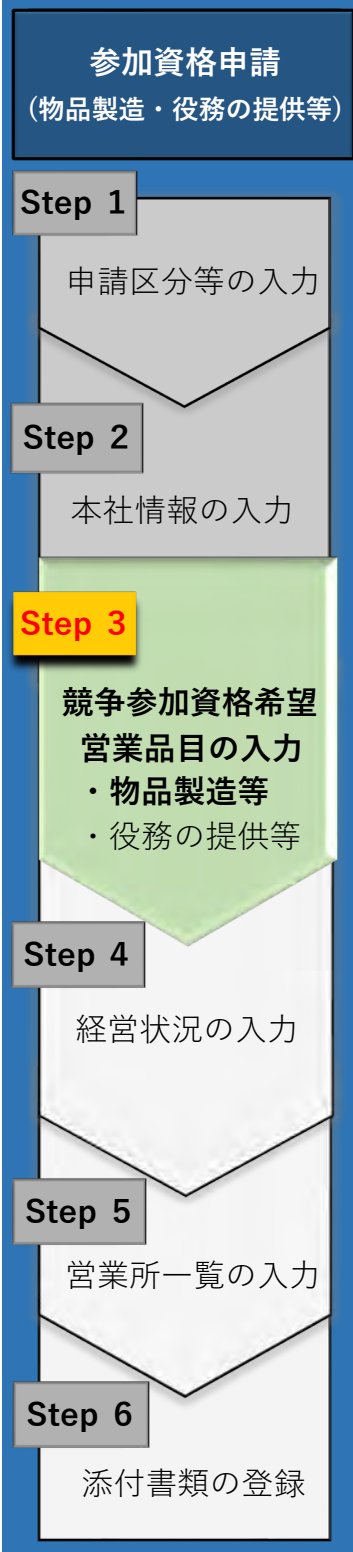 参加資格申請
(物品製造・役務の提供等)
Step 1
申請区分等の入力
Step 2
本社情報の入力
Step 3
競争参加資格希望
営業品目の入力
・物品製造等
・役務の提供等
Step 4
経営状況の入力
Step 5
営業所一覧の入力
Step 6
添付書類の登録